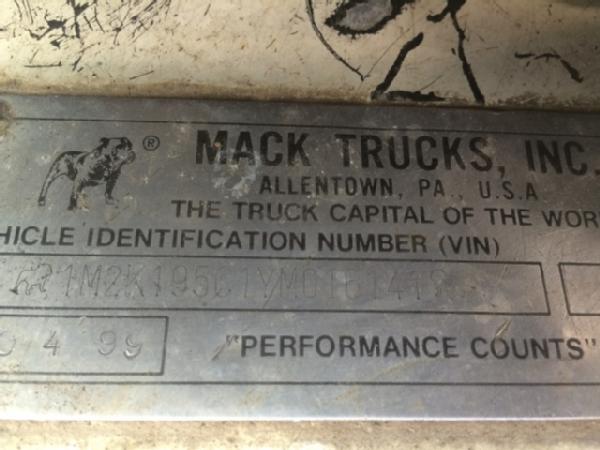 MACK TRUCKS, INC.
ALLENTOWN, PA., U.S.A
THE TRUCK CAPITAL OF THE WOR
HICLE IDENTIFICATION NUMBER (VIN)
1M2K195C1YM016141
4 99 "PERFORMANCE COUNTS"